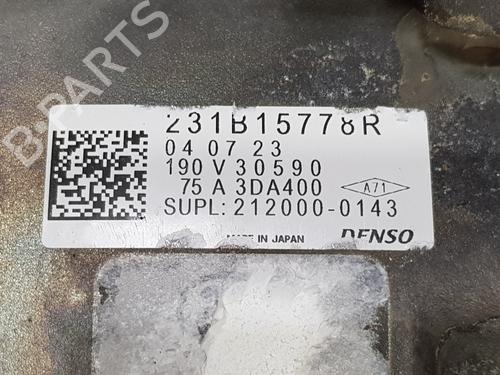 B-PARTS
231B15778R
04 07 23
190 V 30590
75 A 3DA400
A71
SUPL: 212000-0143
MADE IN JAPAN
DENSO